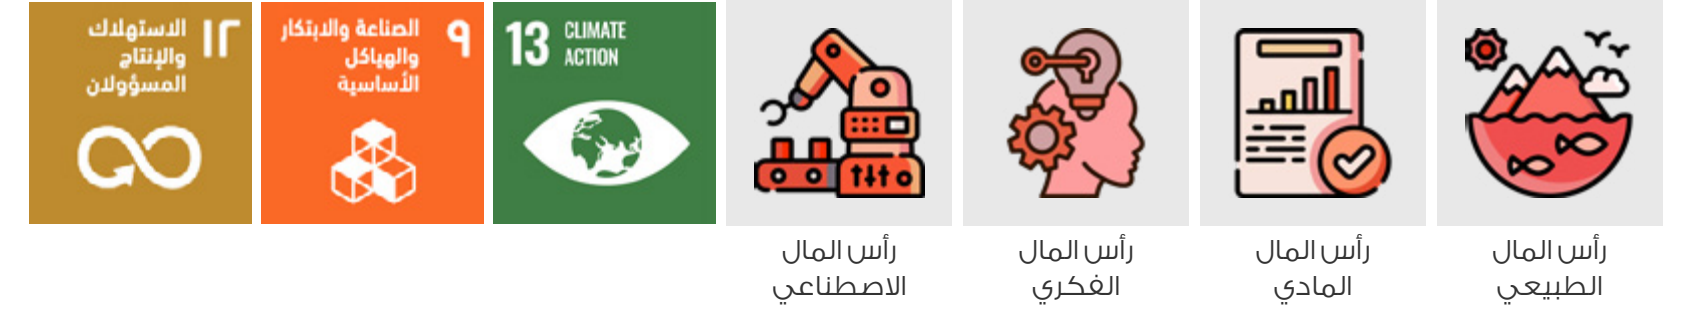 رأس المال
الطبيعي
رأس المال
المادي
رأس المال
الفكري
رأس المال
الاصطناعي
13 CLIMATE
ACTION
٩ الصناعة والابتكار
والهياكل
الأساسية
١٢ الاستهلاك
والإنتاج
المسؤولان